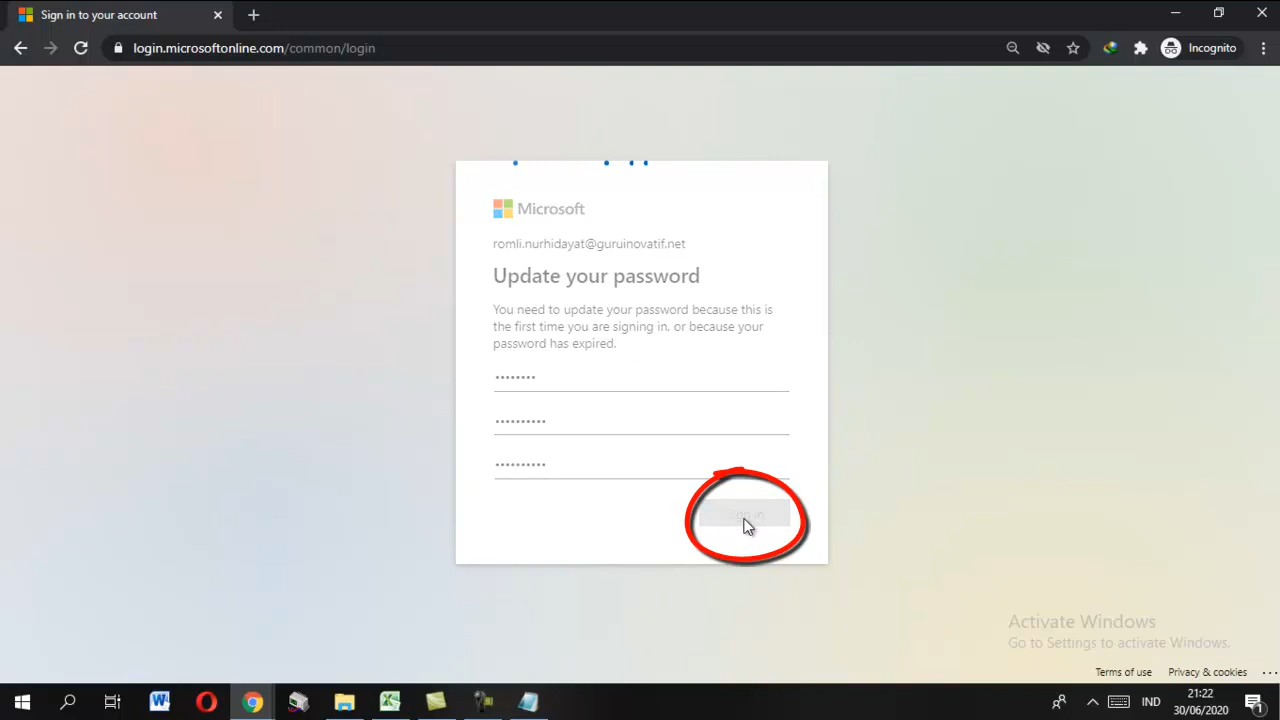 Sign in to your account
login.microsoftonline.com/common/login
Incognito
Microsoft
romli.nurhidayat@guruinovatif.net
Update your password
You need to update your password because this is
the first time you are signing in, or because your
password has expired.
••••••••
••••••••••
••••••••••
Sign in
Activate Windows
Go to Settings to activate Windows.
Terms of use
Privacy & cookies
...
IND
21:22
30/06/2020
1